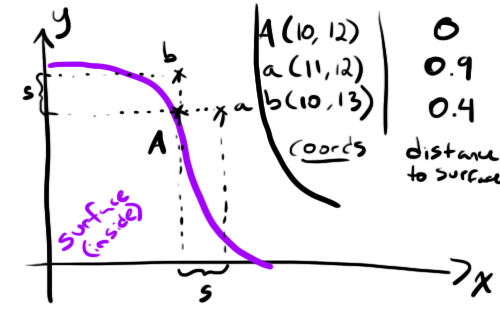 y
b
s
a
A
surface
(inside)
s
x
A(10, 12) 0
a(11, 12) 0.9
b(10, 13) 0.4
coords
distance
to surface